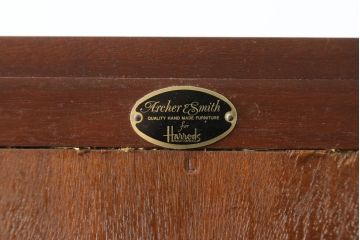 Archer & Smith
QUALITY HAND MADE FURNITURE
for
Harrods